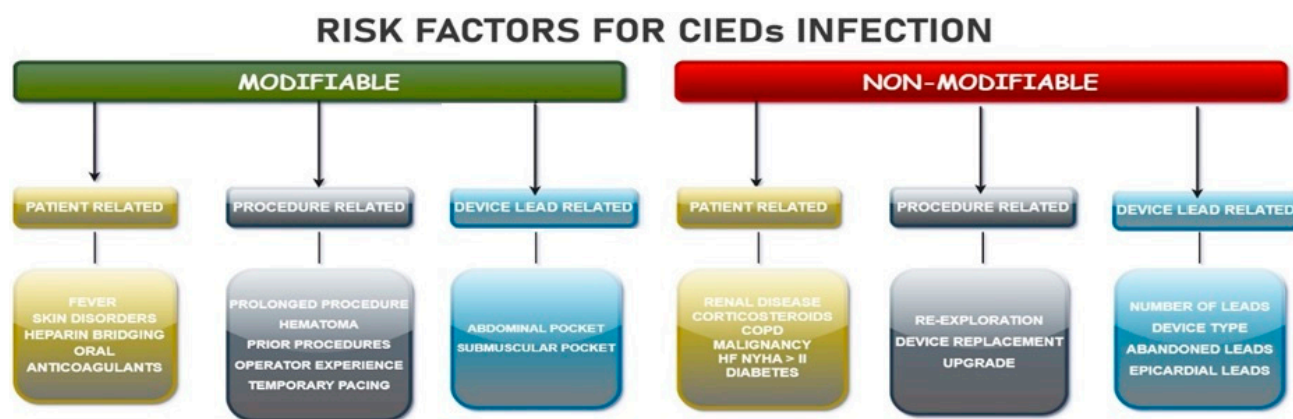 RISK FACTORS FOR CIEDs INFECTION
MODIFIABLE
NON-MODIFIABLE
PATIENT RELATED
PROCEDURE RELATED
DEVICE LEAD RELATED
PATIENT RELATED
PROCEDURE RELATED
DEVICE LEAD RELATED
FEVER
SKIN DISORDERS
HEPARIN BRIDGING
ORAL
ANTICOAGULANTS
PROLONGED PROCEDURE
HEMATOMA
PRIOR PROCEDURES
OPERATOR EXPERIENCE
TEMPORARY PACING
ABDOMINAL POCKET
SUBMUSCULAR POCKET
RENAL DISEASE
CORTICOSTEROIDS
COPD
MALIGNANCY
HF NYHA > II
DIABETES
RE-EXPLORATION
DEVICE REPLACEMENT
UPGRADE
NUMBER OF LEADS
DEVICE TYPE
ABANDONED LEADS
EPICARDIAL LEADS